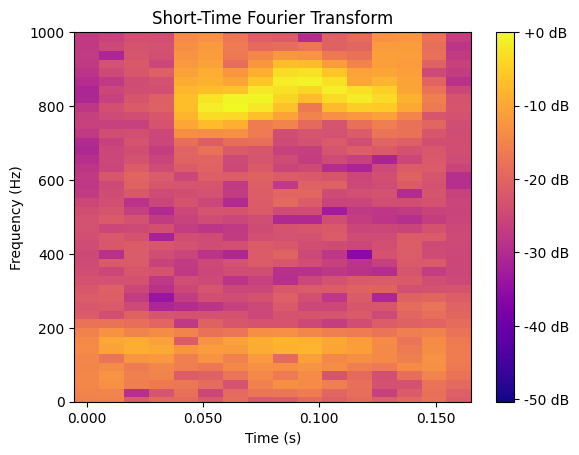 Short-Time Fourier Transform
Frequency (Hz)
1000
800
600
400
200
0
0.000
0.050
0.100
0.150
Time (s)
+0 dB
-10 dB
-20 dB
-30 dB
-40 dB
-50 dB